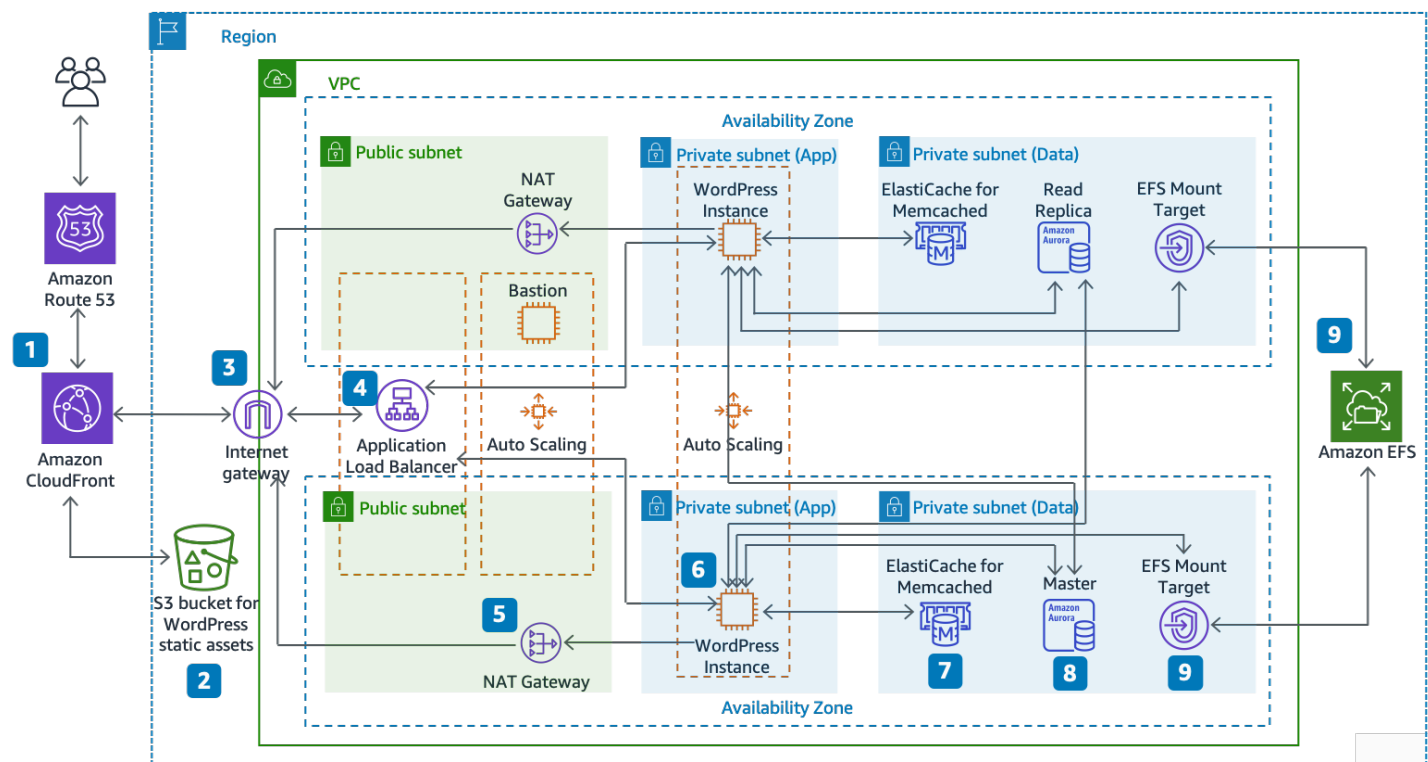 Region
VPC
Availability Zone
Public subnet
Private subnet (App)
Private subnet (Data)
NAT
Gateway
WordPress
Instance
ElastiCache for
Memcached
M
Read
Replica
Amazon
Aurora
EFS Mount
Target
53
Amazon
Route 53
Bastion
1
3
4
9
Amazon
CloudFront
Internet
gateway
Application
Load Balancer
Auto Scaling
Auto Scaling
Amazon EFS
Public subnet
Private subnet (App)
Private subnet (Data)
S3 bucket for
WordPress
static assets
2
5
NAT Gateway
6
WordPress
Instance
ElastiCache for
Memcached
M
7
Master
Amazon
Aurora
8
EFS Mount
Target
9
Availability Zone